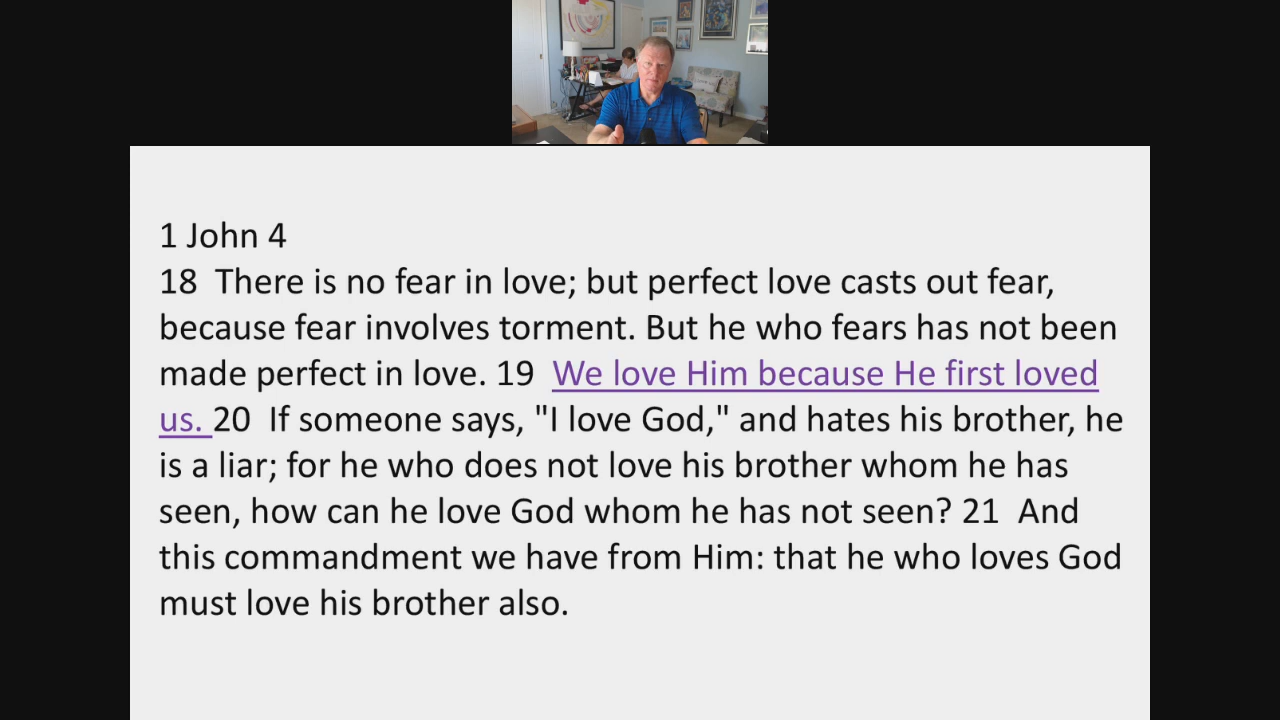 1 John 4
18  There is no fear in love; but perfect love casts out fear,
because fear involves torment. But he who fears has not been
made perfect in love. 19  We love Him because He first loved
us. 20  If someone says, "I love God," and hates his brother, he
is a liar; for he who does not love his brother whom he has
seen, how can he love God whom he has not seen? 21  And
this commandment we have from Him: that he who loves God
must love his brother also.